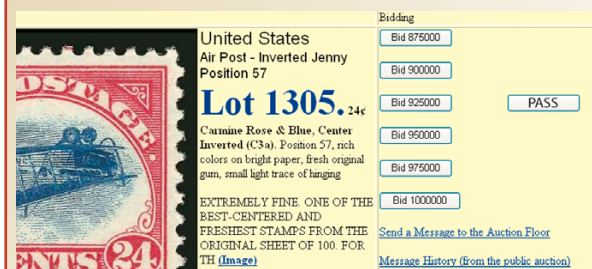 Bidding
United States
Air Post - Inverted Jenny
Position 57
Lot 1305. 24¢
Carmine Rose & Blue, Center
Inverted (C3a). Position 57, rich
colors on bright paper, fresh original
gum, small light trace of hinging
EXTREMELY FINE. ONE OF THE
BEST-CENTERED AND
FRESHEST STAMPS FROM THE
ORIGINAL SHEET OF 100. FOR
TH (Image)
Bid 875000
Bid 900000
Bid 925000
PASS
Bid 950000
Bid 975000
Bid 1000000
Send a Message to the Auction Floor
Message History (from the public auction)
OSTAGE
ENTS 24